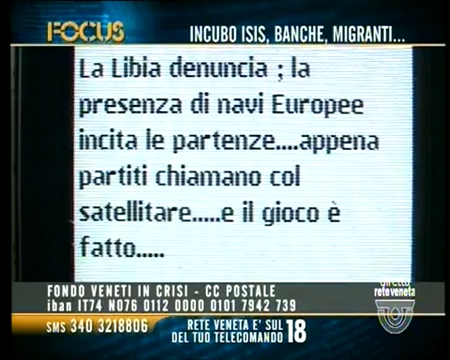 FOCUS
INCUBO ISIS, BANCHE, MIGRANTI...
La Libia denuncia ; la
presenza di navi Europee
incita le partenze....appena
partiti chiamano col
satellitare.....e il gioco è
fatto.....
diretta
reteveneta
FONDO VENETI IN CRISI - CC POSTALE
iban IT74 N076 0112 0000 0101 7942 739
SMS 340 3218806
RETE VENETA E' SUL
DEL TUO TELECOMANDO 18